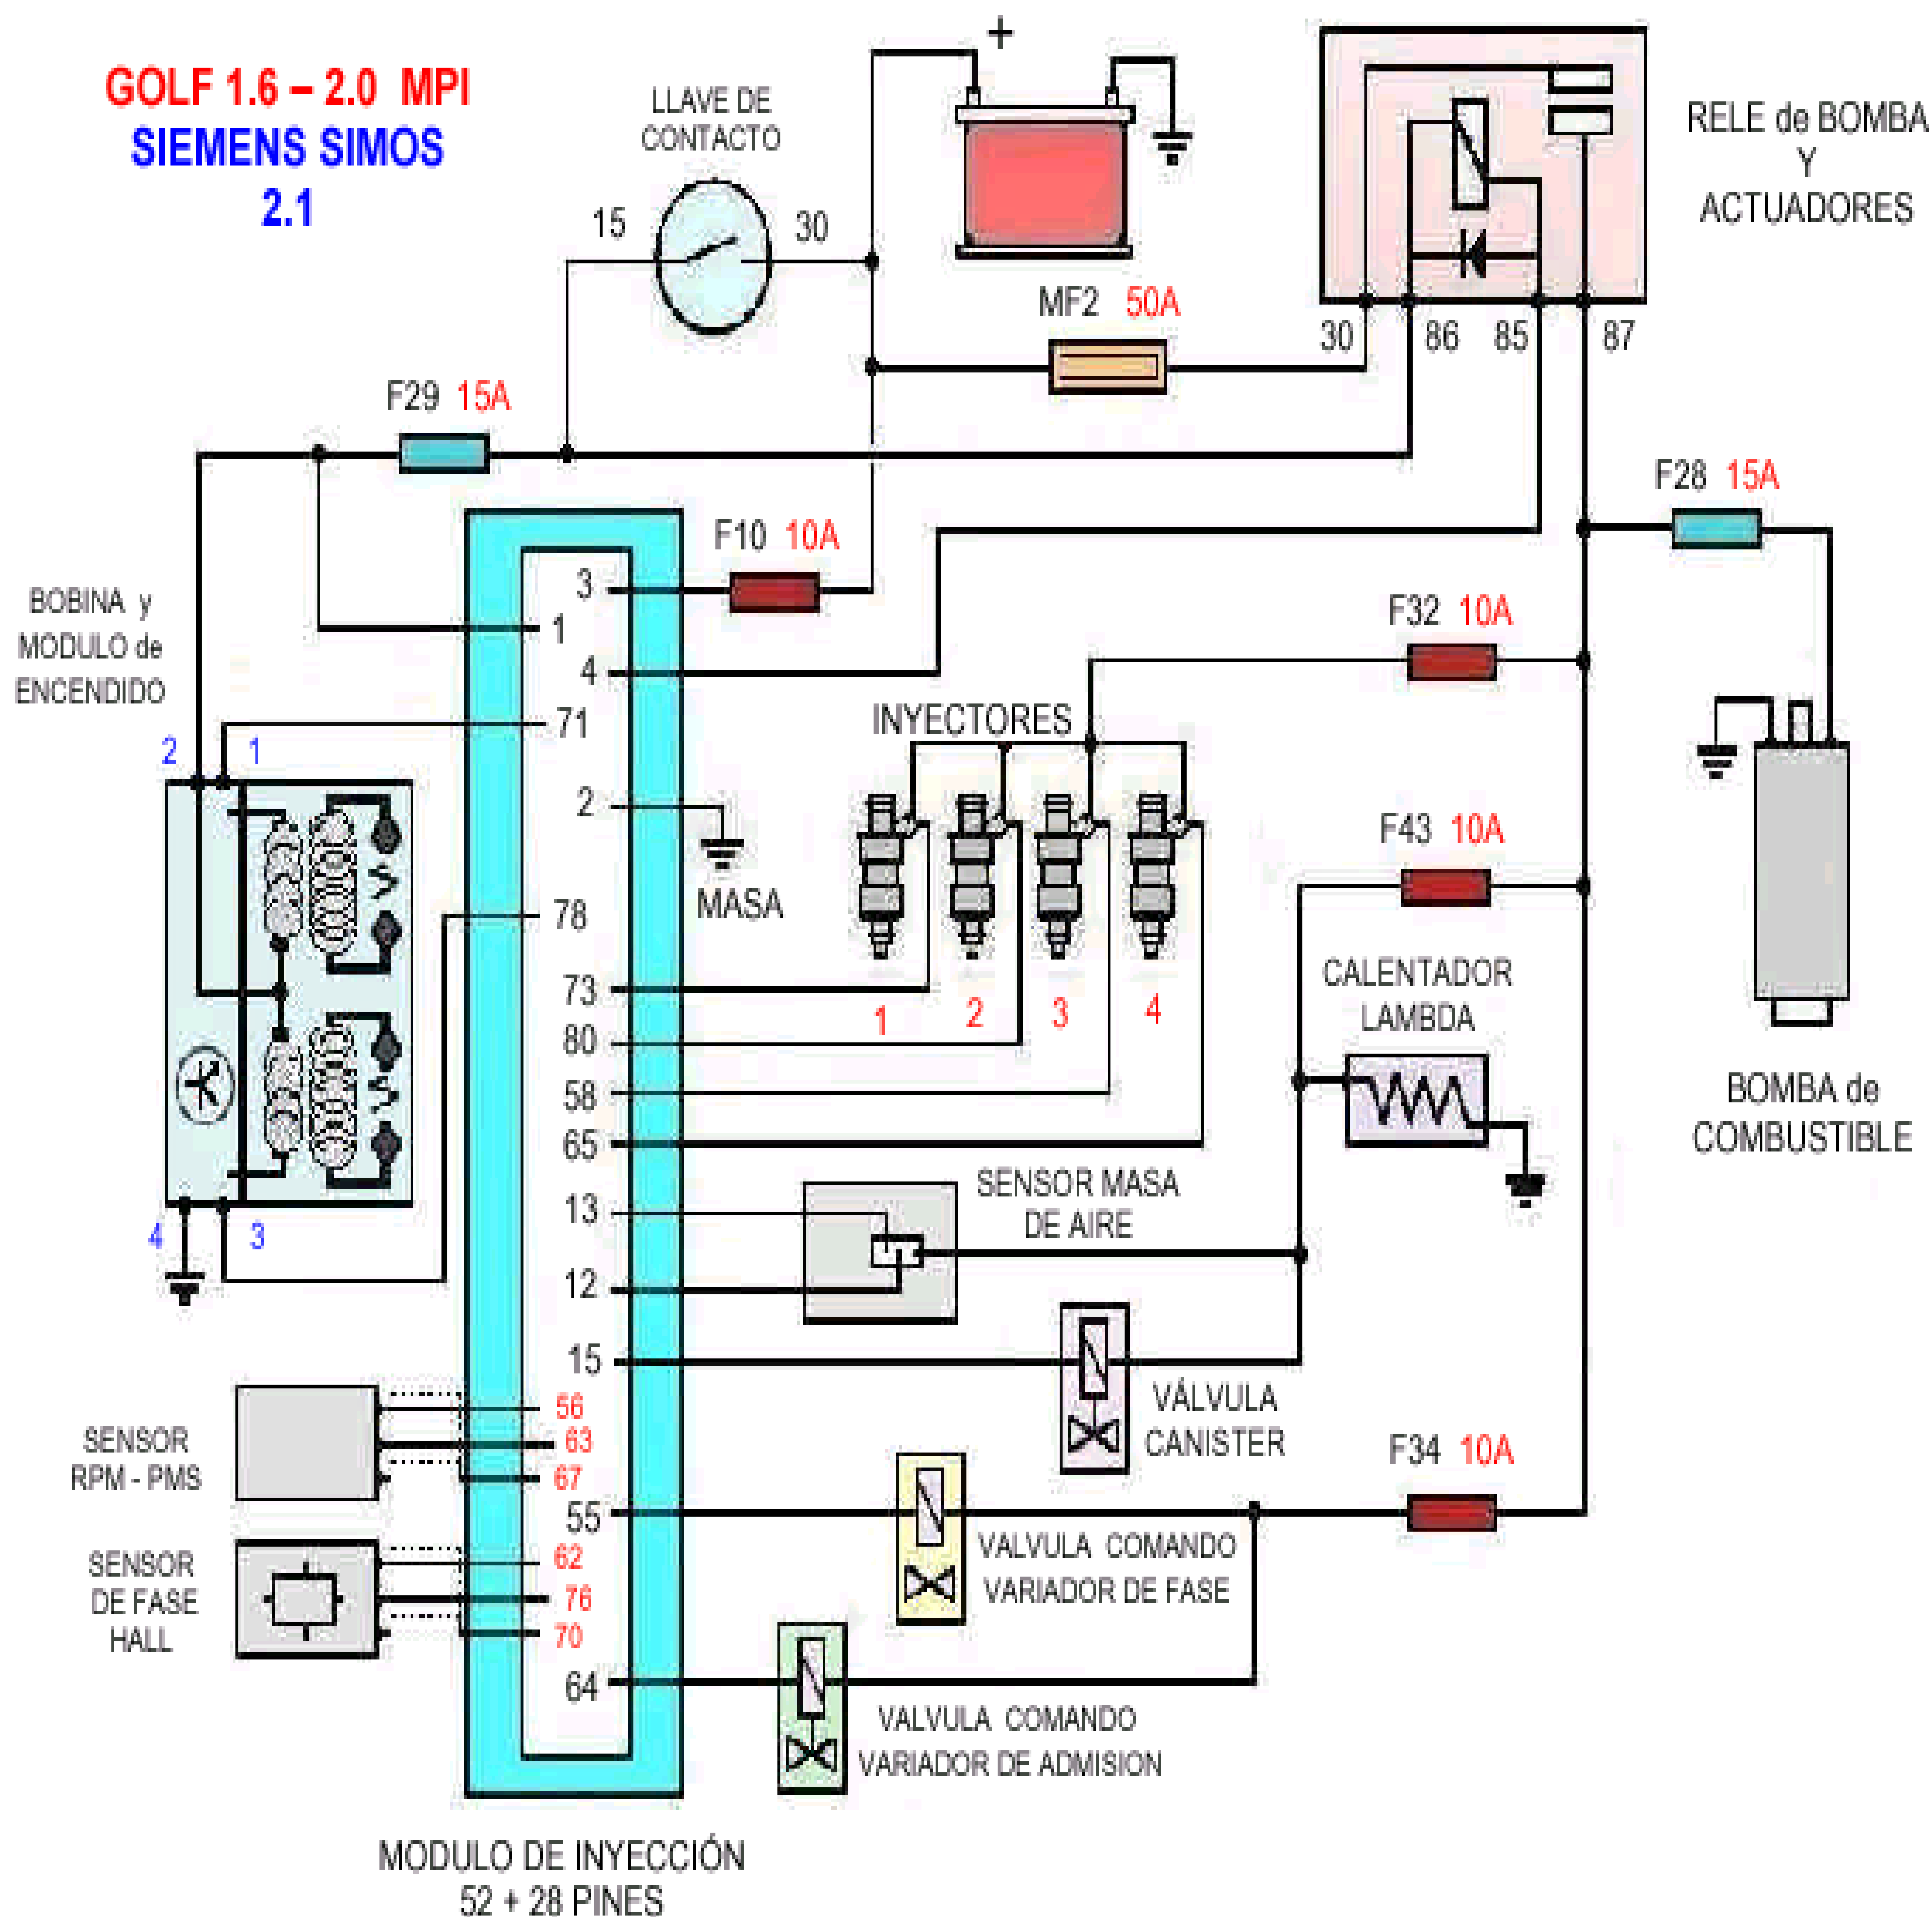 GOLF 1.6 – 2.0 MPI
SIEMENS SIMOS
2.1
LLAVE DE
CONTACTO
15
30
+
RELE de BOMBA
Y
ACTUADORES
MF2 50A
30
86
85
87
F29 15A
F28 15A
F10 10A
F32 10A
BOBINA y
MODULO de
ENCENDIDO
3
1
4
71
2
78
73
80
58
65
13
12
15
56
63
67
55
62
76
70
64
2
1
4
3
INYECTORES
MASA
1
2
3
4
F43 10A
CALENTADOR
LAMBDA
BOMBA de
COMBUSTIBLE
SENSOR MASA
DE AIRE
VÁLVULA
CANISTER
F34 10A
SENSOR
RPM - PMS
SENSOR
DE FASE
HALL
VALVULA COMANDO
VARIADOR DE FASE
VALVULA COMANDO
VARIADOR DE ADMISION
MODULO DE INYECCIÓN
52 + 28 PINES